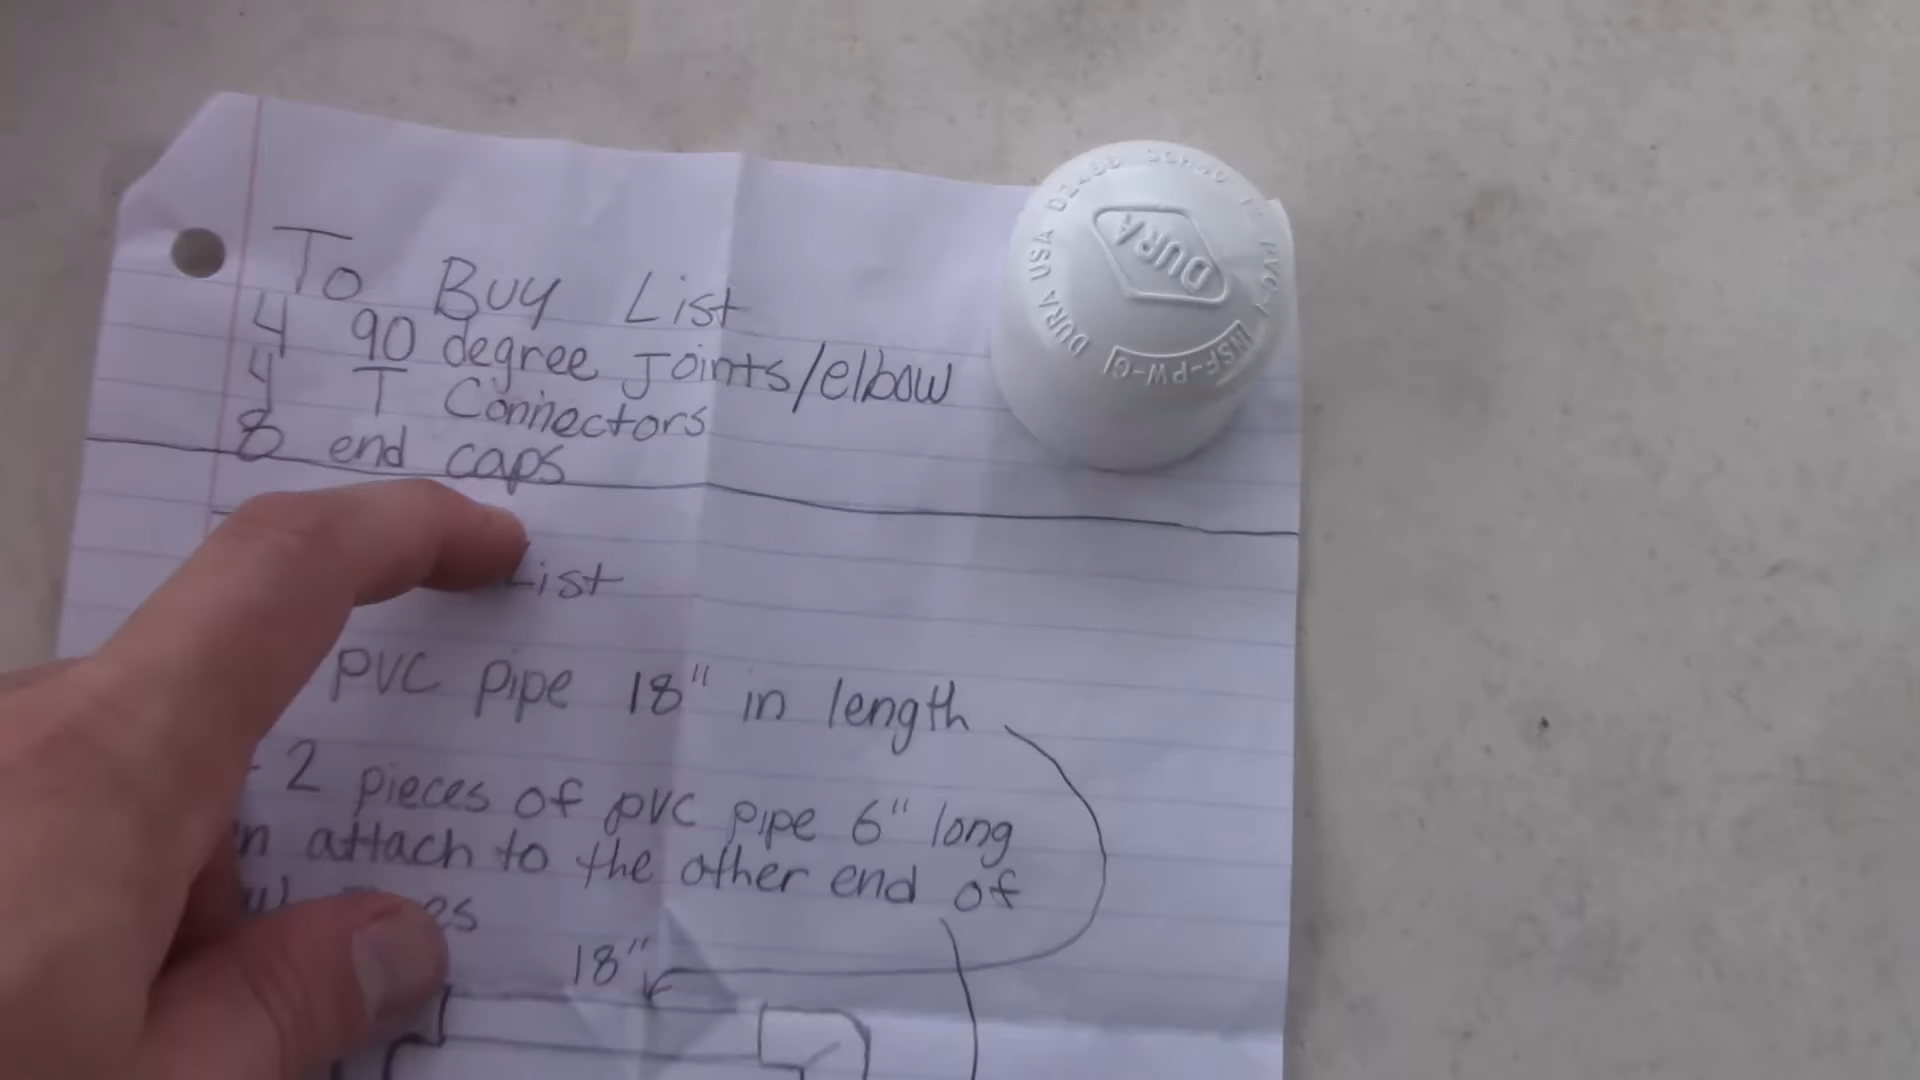 To Buy List
4 90 degree Joints/elbow
4 T Connectors
8 end caps
List
PVC Pipe 18" in length
- 2 pieces of pvc pipe 6" long
attach to the other end of
18"
DURA
DURA USA
NSF-PW-G